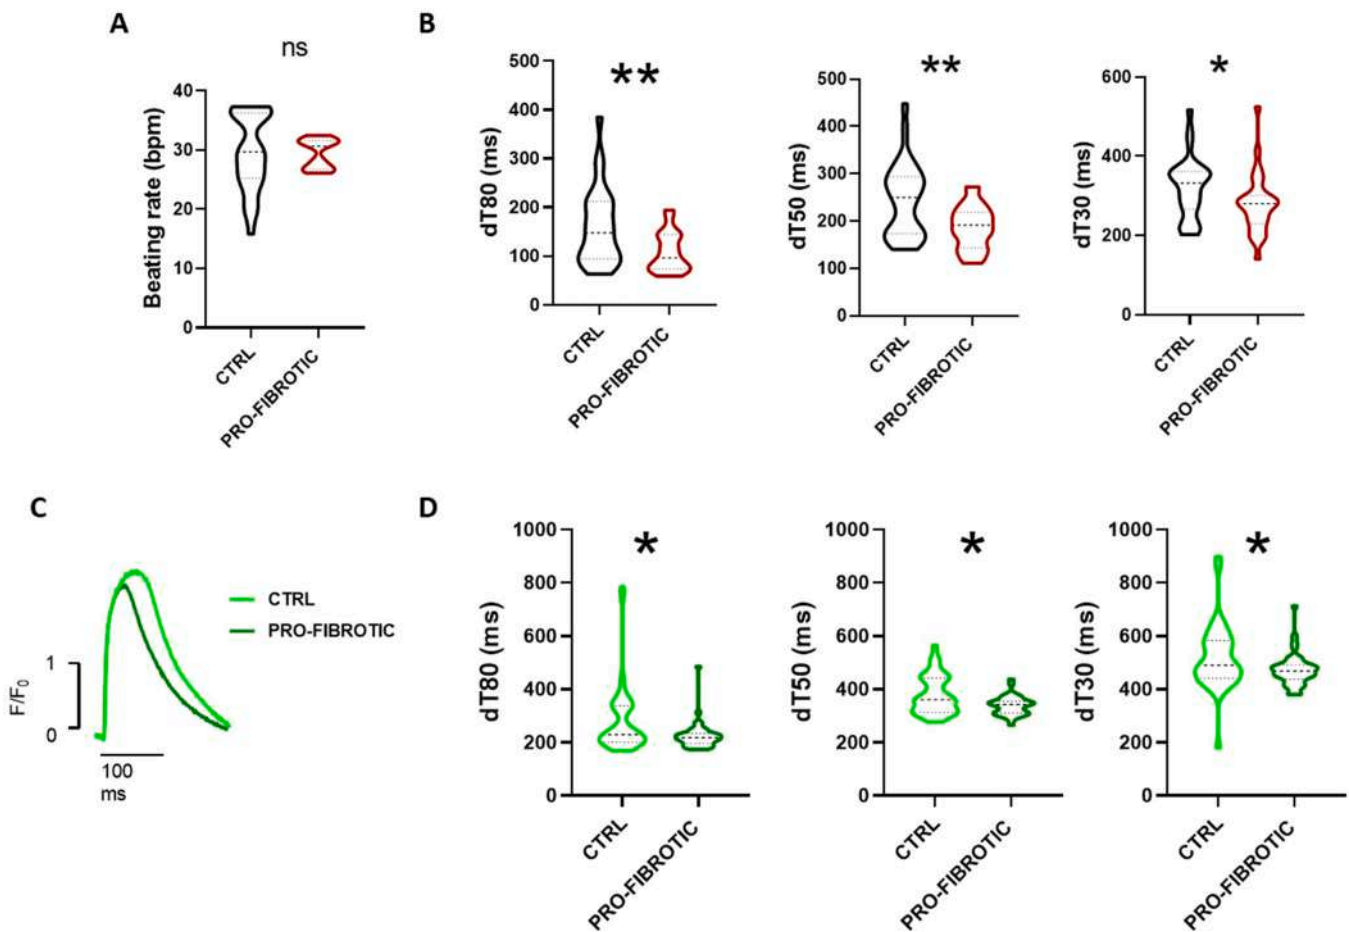 A
ns
Beating rate (bpm)
40
30
20
10
0
CTRL
PRO-FIBROTIC
B
dT80 (ms)
500
400
300
200
100
0
**
CTRL
PRO-FIBROTIC
dT50 (ms)
500
400
300
200
100
0
**
CTRL
PRO-FIBROTIC
dT30 (ms)
600
400
200
0
*
CTRL
PRO-FIBROTIC
C
F/F0
1
0
100
ms
CTRL
PRO-FIBROTIC
D
dT80 (ms)
1000
800
600
400
200
0
*
CTRL
PRO-FIBROTIC
dT50 (ms)
1000
800
600
400
200
0
*
CTRL
PRO-FIBROTIC
dT30 (ms)
1000
800
600
400
200
0
*
CTRL
PRO-FIBROTIC